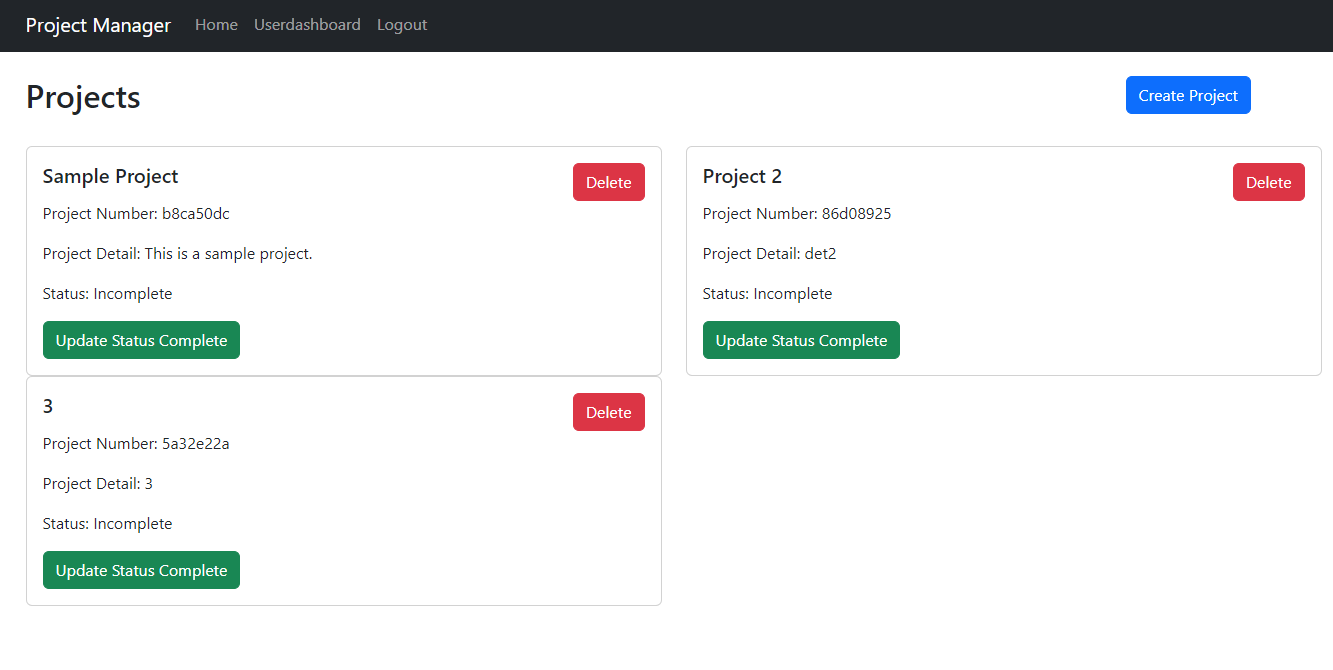 Project Manager Home Userdashboard Logout
Projects
Create Project
Sample Project
Delete
Project Number: b8ca50dc
Project Detail: This is a sample project.
Status: Incomplete
Update Status Complete
Project 2
Delete
Project Number: 86d08925
Project Detail: det2
Status: Incomplete
Update Status Complete
3
Delete
Project Number: 5a32e22a
Project Detail: 3
Status: Incomplete
Update Status Complete